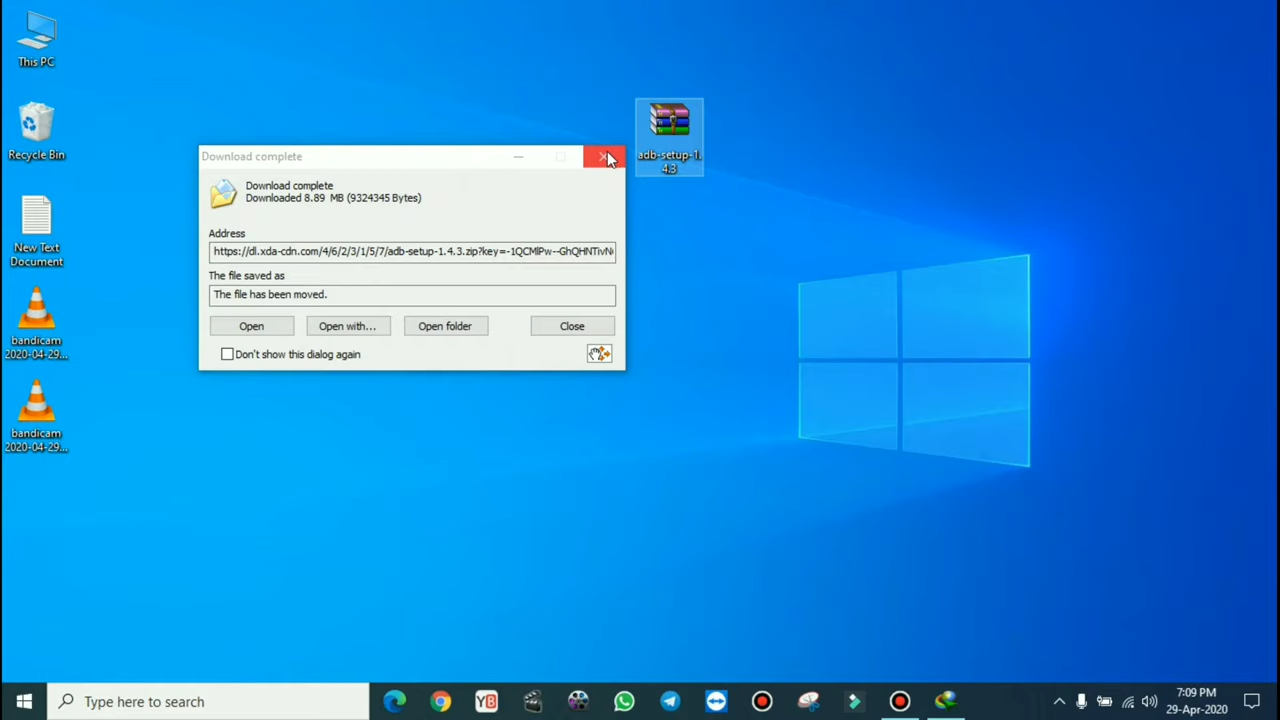 This PC
Recycle Bin
New Text
Document
bandicam
2020-04-29...
bandicam
2020-04-29...
adb-setup-1.
4.3
Download complete
Download complete
Downloaded 8.89 MB (9324345 Bytes)
Address
https://dl.xda-cdn.com/4/6/2/3/1/5/7/adb-setup-1.4.3.zip?key=-1QCMlPw--GhQHNTivN
The file saved as
The file has been moved.
Open
Open with...
Open folder
Close
Don't show this dialog again
Type here to search
YB
7:09 PM
29-Apr-2020